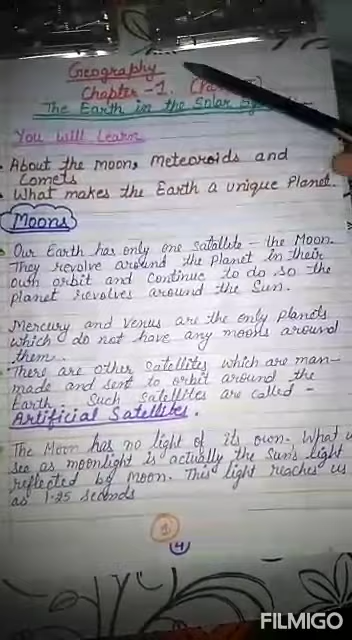 Geography
Chapter -1. (Pa
The Earth in the Solar Sys
You will Learn
About the Moon, Meteoroids and
Comets
What makes the Earth a unique Planet.
Moons
Our Earth has only one Satallite - the Moon.
They revolve around the planet in their
own orbit and continue to do so the
planet revolves around the Sun.
Mercury and Venus are the only planets
which do not have any moons around
them.
There are other satellites which are man-
made and sent to orbit around the
Earth. Such satellites are called -
Artificial Satellites.
The Moon has no light of its own. What
see as moonlight is actually the Sun's light
reflected by Moon. This light reaches us
as 1.25 seconds
1
4
FILMIGO